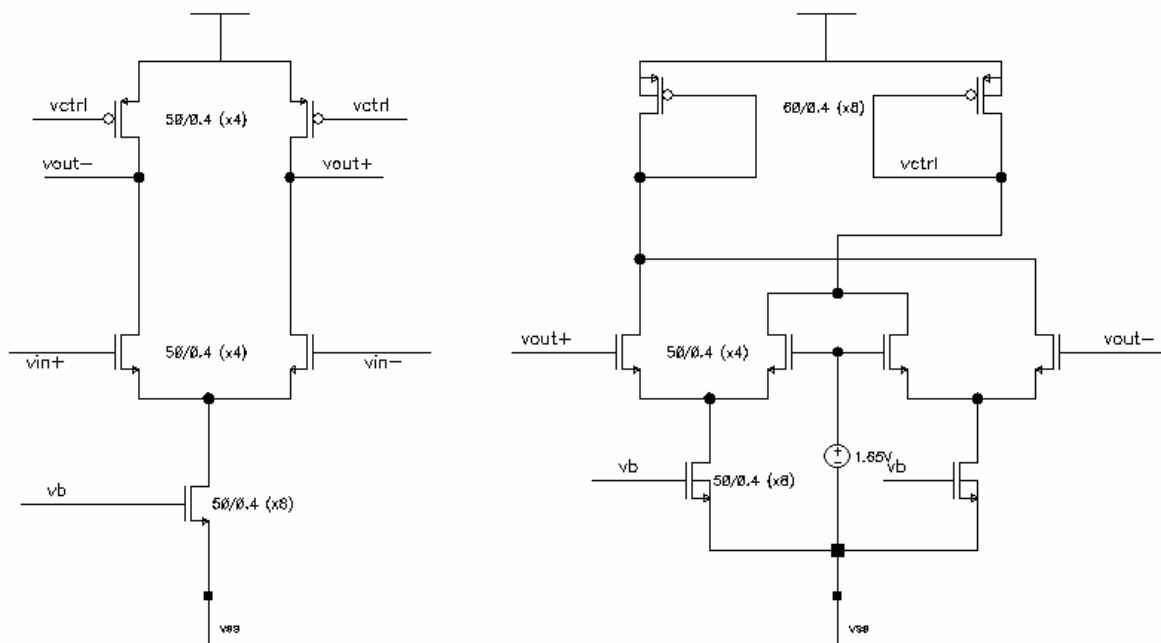 vctrl
vctrl
50/0.4 (x4)
vout-
vout+
vin+
50/0.4 (x4)
vin-
vb
50/0.4 (x8)
vss
60/0.4 (x8)
vctrl
vout+
50/0.4 (x4)
vout-
vb
50/0.4 (x8)
1.65V
vb
vss